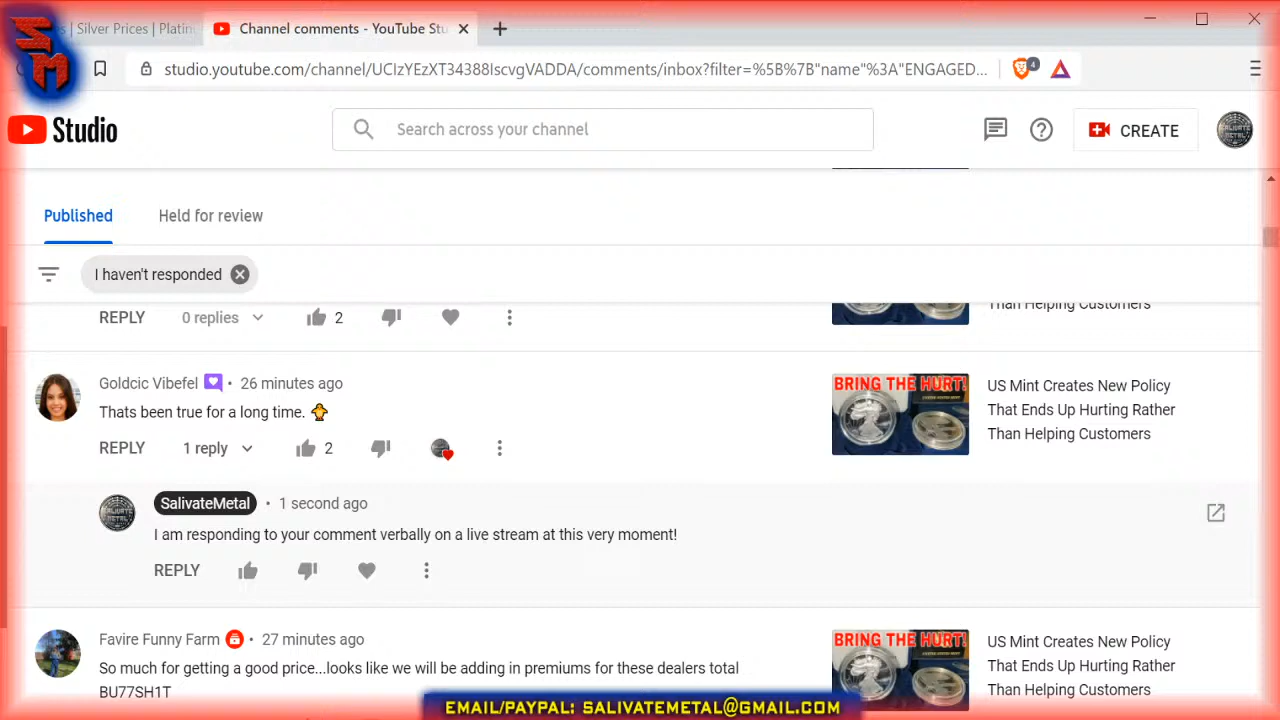 SM
| Silver Prices | Platin
Channel comments - YouTube Stu
studio.youtube.com/channel/UCIzYEzXT34388IscvgVADDA/comments/inbox?filter=%5B%7B"name"%3A"ENGAGED...
4
Studio
Search across your channel
CREATE
Published
Held for review
I haven't responded
REPLY 0 replies 2
Than Helping Customers
Goldcic Vibefel • 26 minutes ago
Thats been true for a long time.
REPLY 1 reply 2
BRING THE HURT!
US Mint Creates New Policy
That Ends Up Hurting Rather
Than Helping Customers
SalivateMetal • 1 second ago
I am responding to your comment verbally on a live stream at this very moment!
REPLY
Favire Funny Farm • 27 minutes ago
So much for getting a good price...looks like we will be adding in premiums for these dealers total
BU77SH1T
BRING THE HURT!
US Mint Creates New Policy
That Ends Up Hurting Rather
Than Helping Customers
EMAIL/PAYPAL: SALIVATEMETAL@GMAIL.COM